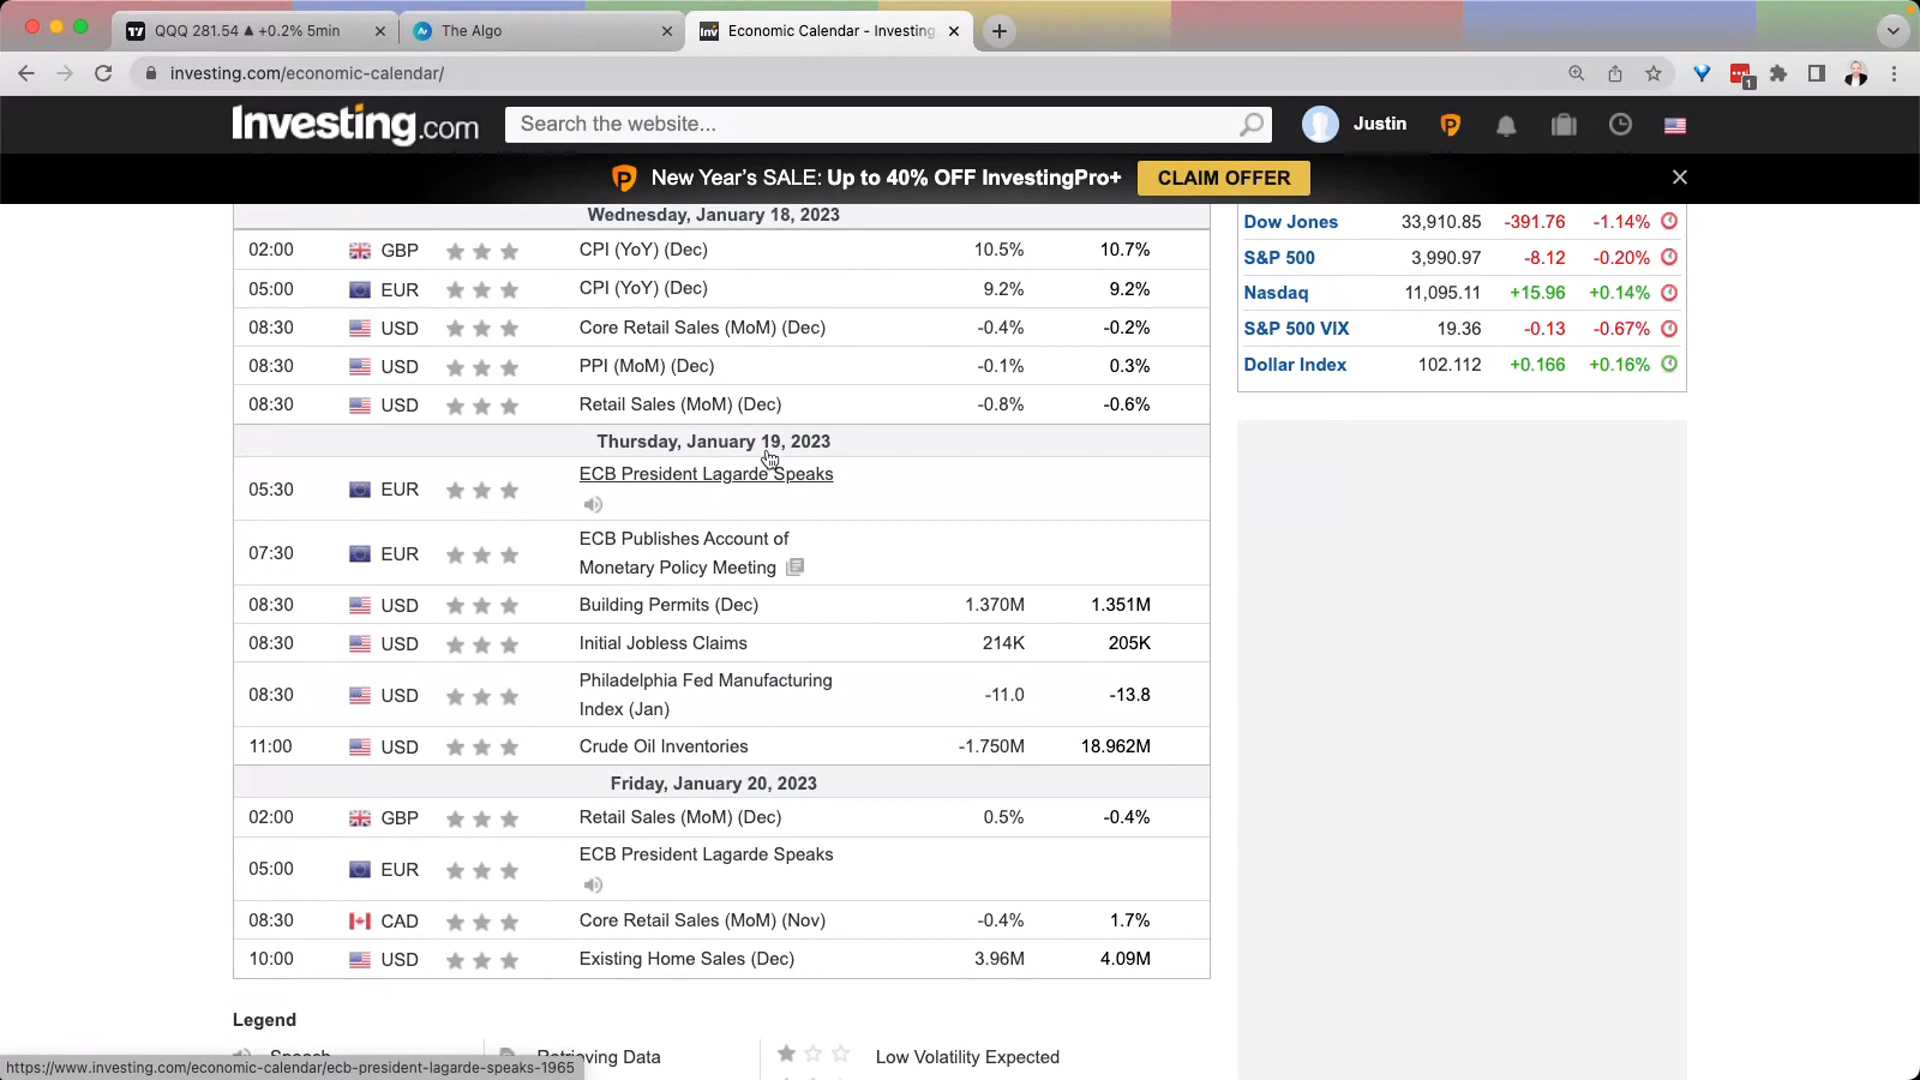 QQQ 281.54 ▲ +0.2% 5min
The Algo
Economic Calendar - Investing
investing.com/economic-calendar/
1
Investing.com
Search the website...
Justin
New Year's SALE: Up to 40% OFF InvestingPro+
CLAIM OFFER
Wednesday, January 18, 2023
02:00 GBP CPI (YoY) (Dec) 10.5% 10.7%
05:00 EUR CPI (YoY) (Dec) 9.2% 9.2%
08:30 USD Core Retail Sales (MoM) (Dec) -0.4% -0.2%
08:30 USD PPI (MoM) (Dec) -0.1% 0.3%
08:30 USD Retail Sales (MoM) (Dec) -0.8% -0.6%
Thursday, January 19, 2023
05:30 EUR ECB President Lagarde Speaks
07:30 EUR ECB Publishes Account of
Monetary Policy Meeting
08:30 USD Building Permits (Dec) 1.370M 1.351M
08:30 USD Initial Jobless Claims 214K 205K
08:30 USD Philadelphia Fed Manufacturing
Index (Jan) -11.0 -13.8
11:00 USD Crude Oil Inventories -1.750M 18.962M
Friday, January 20, 2023
02:00 GBP Retail Sales (MoM) (Dec) 0.5% -0.4%
05:00 EUR ECB President Lagarde Speaks
08:30 CAD Core Retail Sales (MoM) (Nov) -0.4% 1.7%
10:00 USD Existing Home Sales (Dec) 3.96M 4.09M
Dow Jones 33,910.85 -391.76 -1.14%
S&P 500 3,990.97 -8.12 -0.20%
Nasdaq 11,095.11 +15.96 +0.14%
S&P 500 VIX 19.36 -0.13 -0.67%
Dollar Index 102.112 +0.166 +0.16%
Legend
Speech
Retrieving Data
Low Volatility Expected
https://www.investing.com/economic-calendar/ecb-president-lagarde-speaks-1965